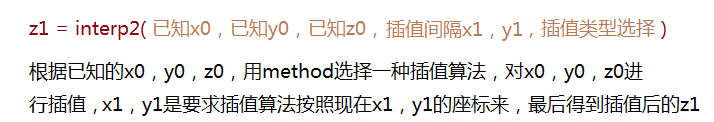 z1 = interp2( 已知x0，已知y0，已知z0，插值间隔x1，y1，插值类型选择 )
根据已知的x0，y0，z0，用method选择一种插值算法，对x0，y0，z0进
行插值，x1，y1是要求插值算法按照现在x1，y1的座标来，最后得到插值后的z1